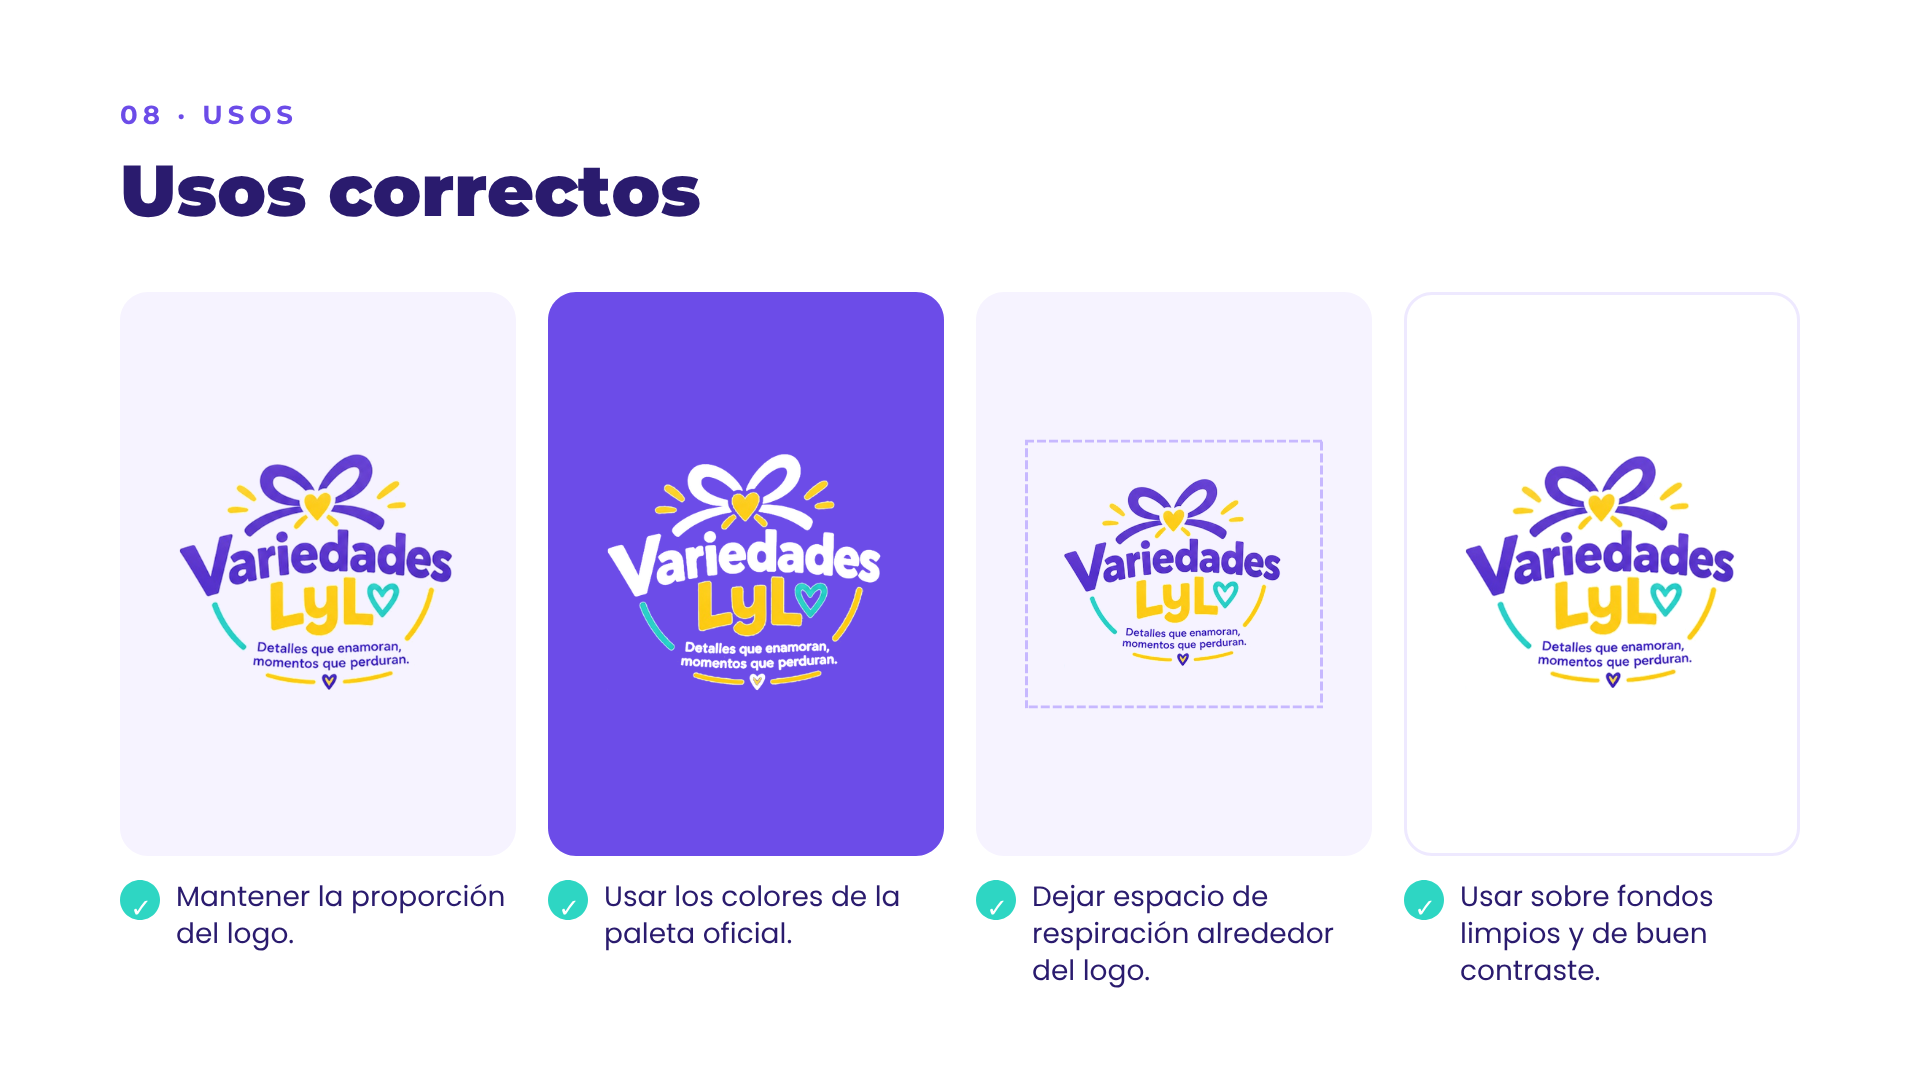 08 · USOS
Usos correctos
Variedades
LyL
Detalles que enamoran,
momentos que perduran.
Variedades
LyL
Detalles que enamoran,
momentos que perduran.
Variedades
LyL
Detalles que enamoran,
momentos que perduran.
Variedades
LyL
Detalles que enamoran,
momentos que perduran.
✓ Mantener la proporción
del logo.
✓ Usar los colores de la
paleta oficial.
✓ Dejar espacio de
respiración alrededor
del logo.
✓ Usar sobre fondos
limpios y de buen
contraste.